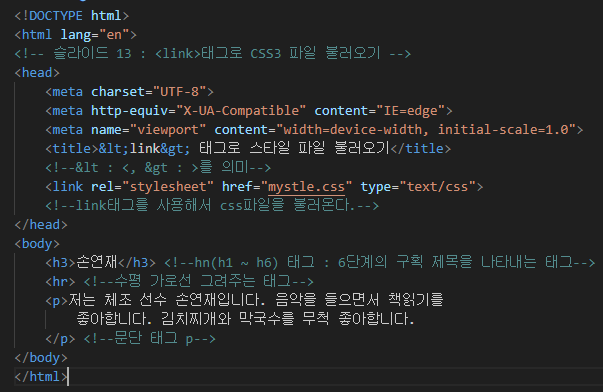 <!DOCTYPE html>
<html lang="en">
<!-- 슬라이드 13 : <link>태그로 CSS3 파일 불러오기 -->
<head>
    <meta charset="UTF-8">
    <meta http-equiv="X-UA-Compatible" content="IE=edge">
    <meta name="viewport" content="width=device-width, initial-scale=1.0">
    <title>&lt;link&gt; 태그로 스타일 파일 불러오기</title>
    <!--&lt : <, &gt : >를 의미-->
    <link rel="stylesheet" href="mystle.css" type="text/css">
    <!--link태그를 사용해서 css파일을 불러온다.-->
</head>
<body>
    <h3>손연재</h3> <!--hn(h1 ~ h6) 태그 : 6단계의 구획 제목을 나타내는 태그-->
    <hr> <!--수평 가로선 그려주는 태그-->
    <p>저는 체조 선수 손연재입니다. 음악을 들으면서 책읽기를
        좋아합니다. 김치찌개와 막국수를 무척 좋아합니다.
    </p> <!--문단 태그 p-->
</body>
</html>